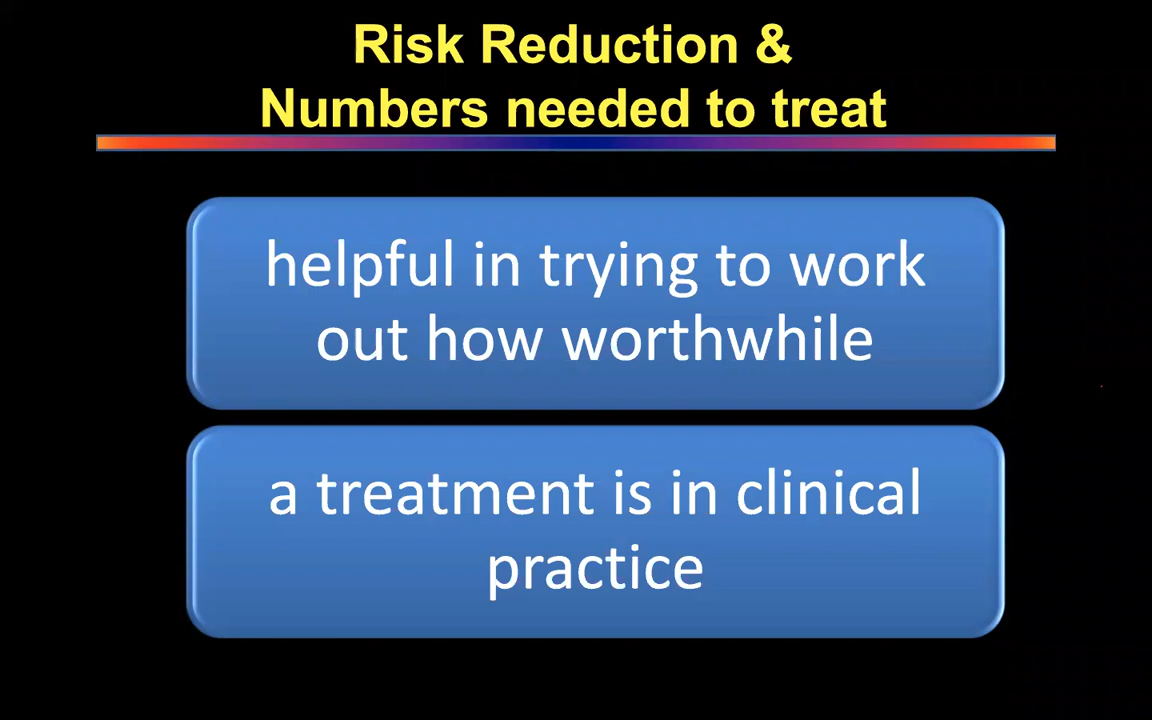 Risk Reduction &
Numbers needed to treat
helpful in trying to work
out how worthwhile
a treatment is in clinical
practice